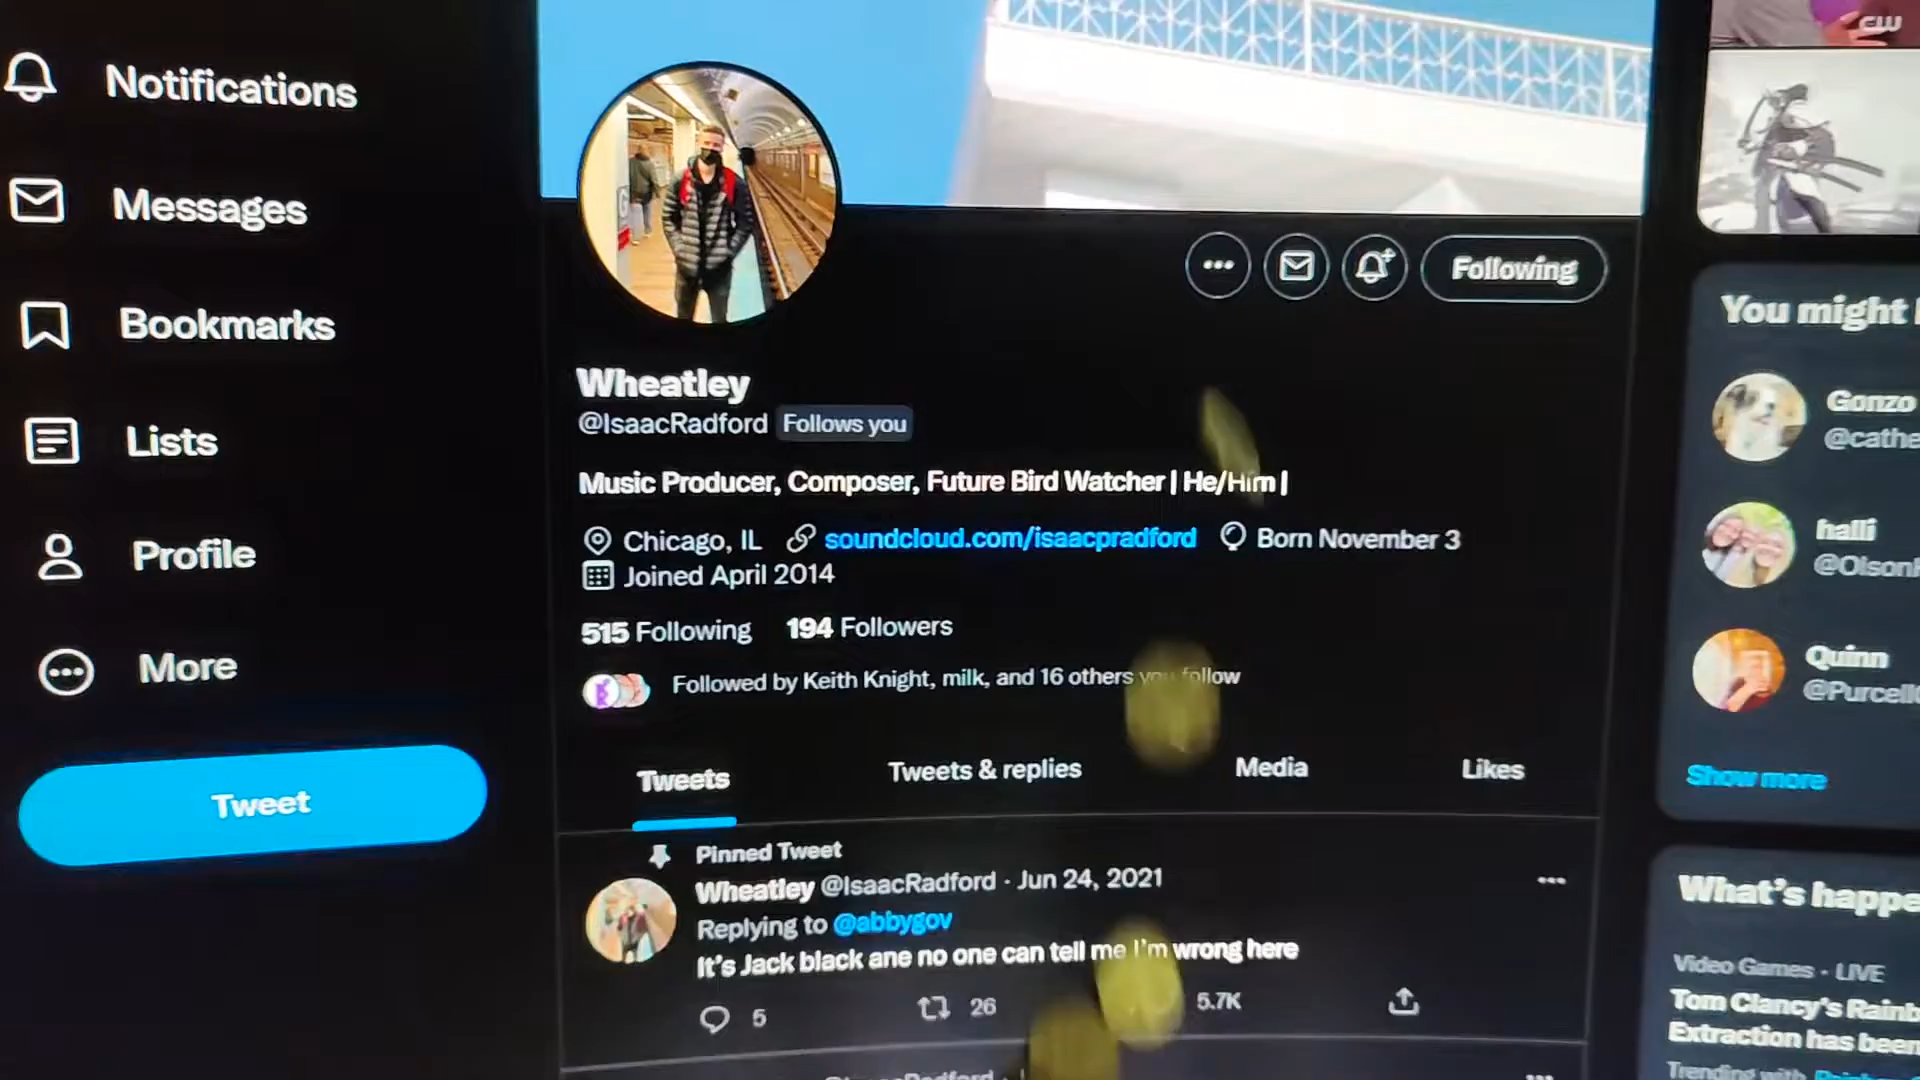 Notifications
Messages
Bookmarks
Lists
Profile
More
Tweet
Following
Wheatley
@IsaacRadford Follows you
Music Producer, Composer, Future Bird Watcher | He/Him |
Chicago, IL soundcloud.com/isaacpradford Born November 3
Joined April 2014
515 Following 194 Followers
Followed by Keith Knight, milk, and 16 others you follow
Tweets Tweets & replies Media Likes
Pinned Tweet
Wheatley @IsaacRadford · Jun 24, 2021
Replying to @abbygov
It's Jack black ane no one can tell me I'm wrong here
5 26 5.7K
CW
You might
Gonzo
@cathe
halli
@Olson
Quinn
@Purcell
Show more
What's happe
Video Games · LIVE
Tom Clancy's Rainb
Extraction has been
Trending with